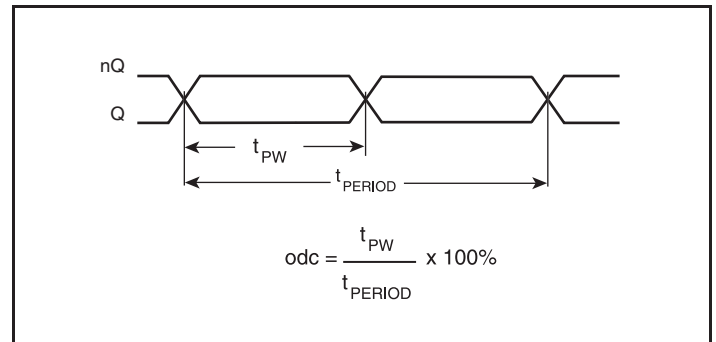 nQ
Q
tPW
tPERIOD
odc = tPW / tPERIOD x 100%